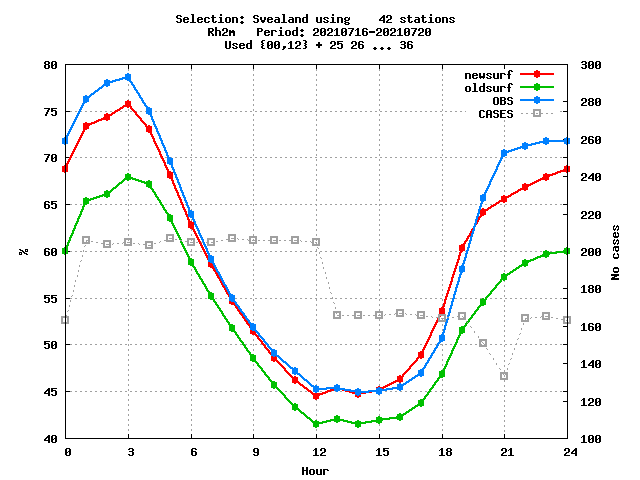 Selection: Svealand using    42 stations
Rh2m   Period: 20210716-20210720
Used {00,12} + 25 26 ... 36
80
75
70
65
60
55
50
45
40
%
300
280
260
240
220
200
180
160
140
120
100
No cases
newsurf
oldsurf
OBS
CASES
0 3 6 9 12 15 18 21 24
Hour